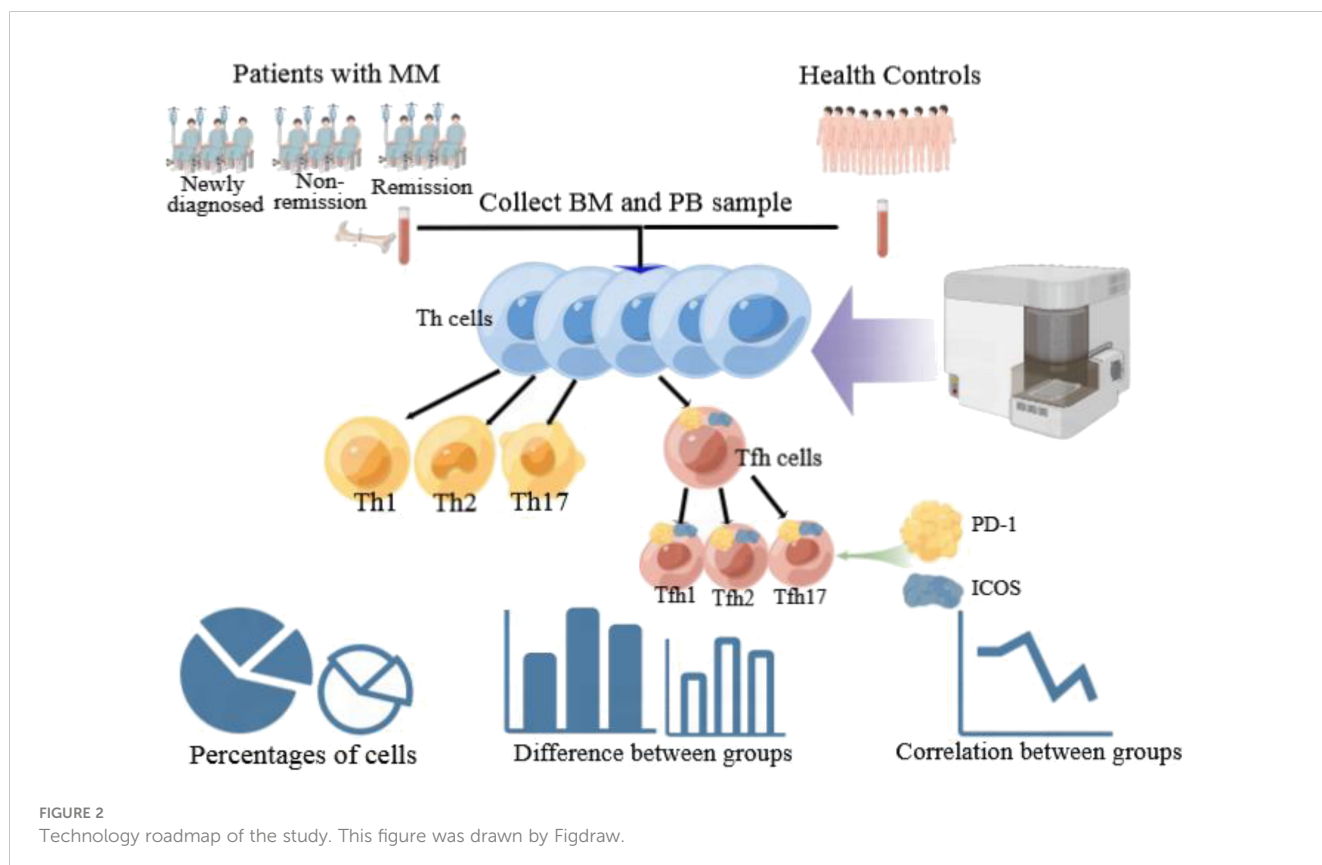 Patients with MM
Health Controls
Newly
diagnosed
Non-
remission
Remission
Collect BM and PB sample
Th cells
Th1
Th2
Th17
Tfh cells
Tfh1
Tfh2
Tfh17
PD-1
ICOS
Percentages of cells
Difference between groups
Correlation between groups
FIGURE 2
Technology roadmap of the study. This figure was drawn by Figdraw.